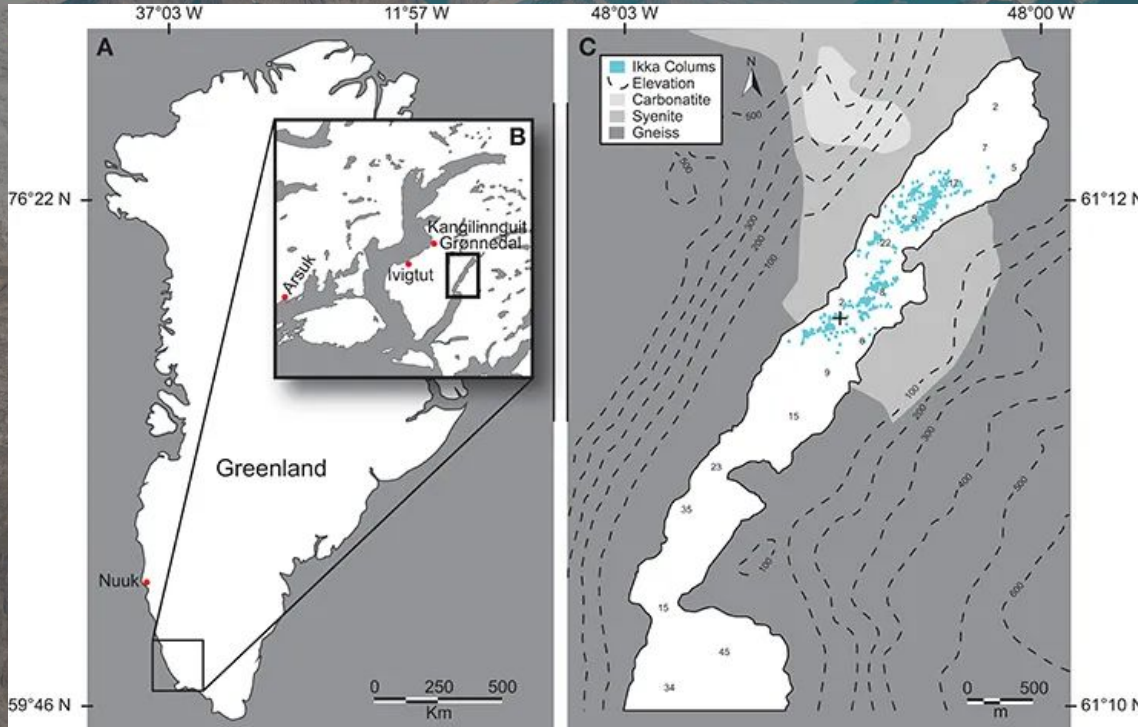 37°03 W
11°57 W
48°03 W
48°00 W
A
76°22 N
59°46 N
Greenland
Nuuk
0 250 500
Km
B
Kangilinnguit
Grønnedal
Ivigtut
Arsuk
C
Ikka Colums
Elevation
Carbonatite
Syenite
Gneiss
N
61°12 N
61°10 N
500
500
300
200
100
2
7
5
22
2
9
15
23
35
15
45
34
100
200
300
400
500
600
100
0 500
m